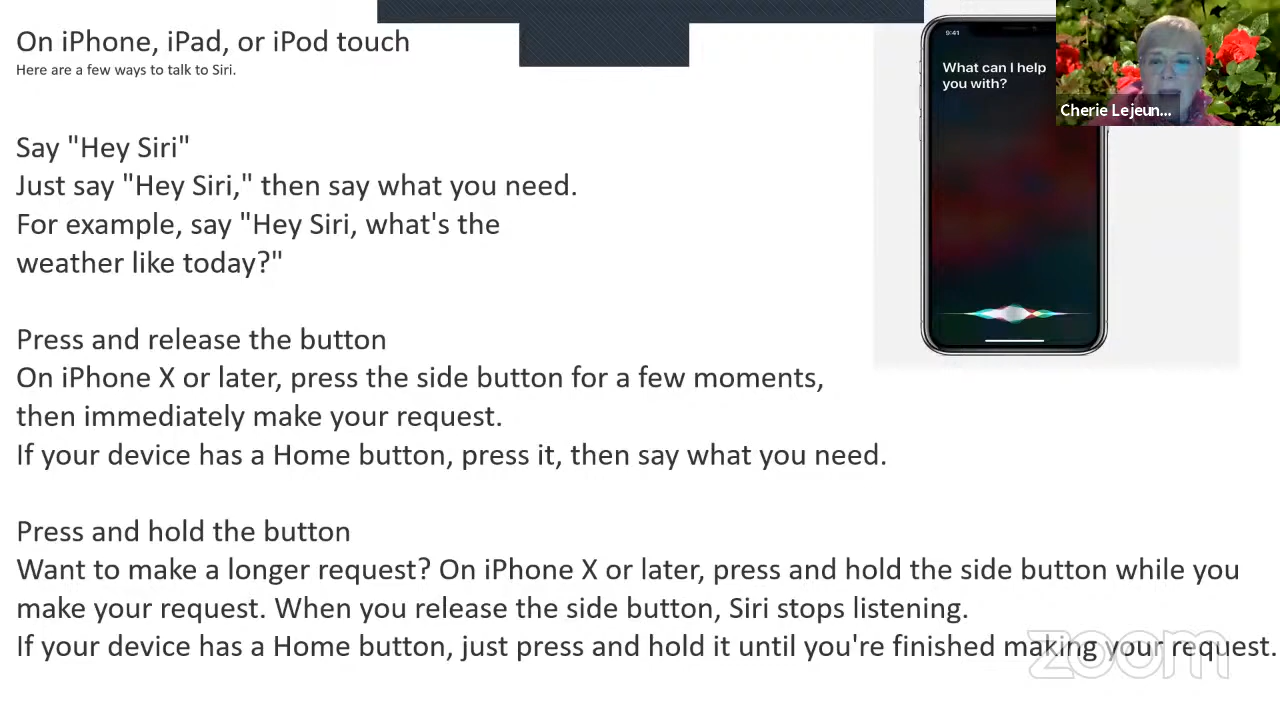 On iPhone, iPad, or iPod touch
Here are a few ways to talk to Siri.
Say "Hey Siri"
Just say "Hey Siri," then say what you need.
For example, say "Hey Siri, what's the
weather like today?"
Press and release the button
On iPhone X or later, press the side button for a few moments,
then immediately make your request.
If your device has a Home button, press it, then say what you need.
Press and hold the button
Want to make a longer request? On iPhone X or later, press and hold the side button while you
make your request. When you release the side button, Siri stops listening.
If your device has a Home button, just press and hold it until you're finished making your request.
9:41
What can I help
you with?
Cherie Lejeun...
zoom